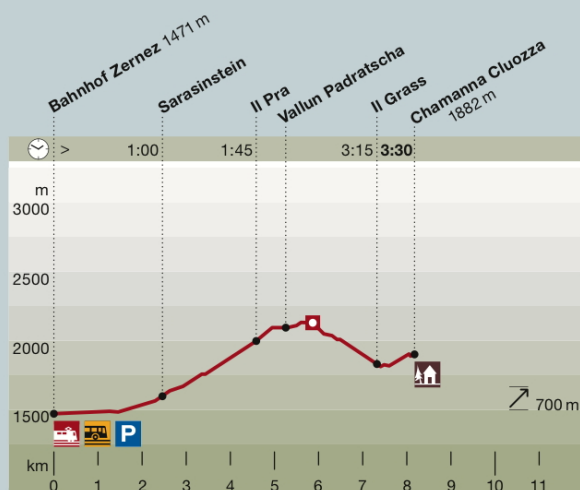 Bahnhof Zernez 1471 m
Sarasinstein
Il Pra
Vallun Padratscha
Il Grass
Chamanna Cluozza
1882 m
> 1:00 1:45 3:15 3:30
m
3000
2500
2000
1500
700 m
P
km
0 1 2 3 4 5 6 7 8 9 10 11